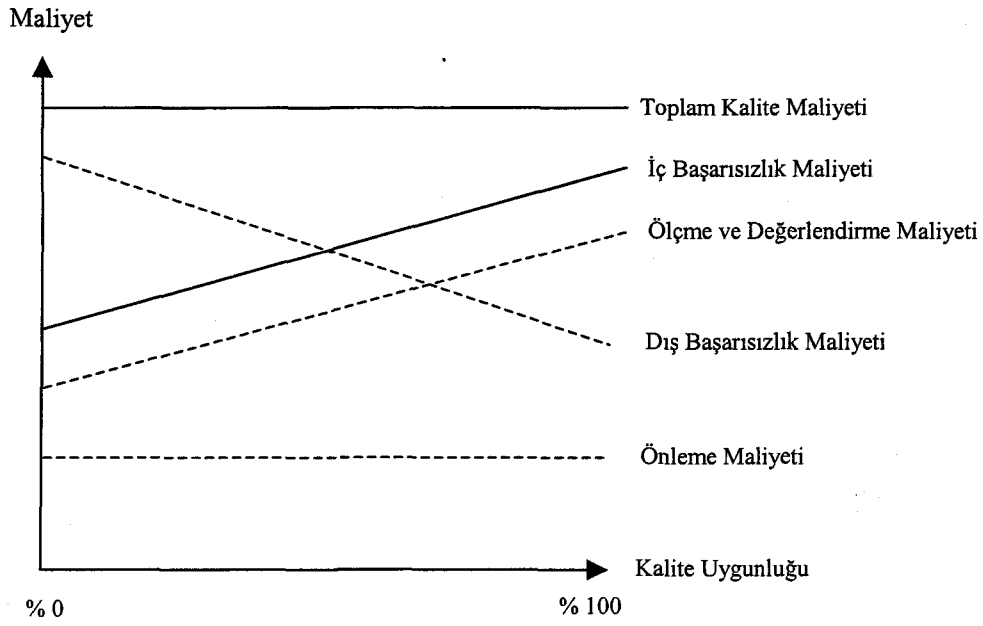 Maliyet
Toplam Kalite Maliyeti
İç Başarısızlık Maliyeti
Ölçme ve Değerlendirme Maliyeti
Dış Başarısızlık Maliyeti
Önleme Maliyeti
Kalite Uygunluğu
% 0
% 100